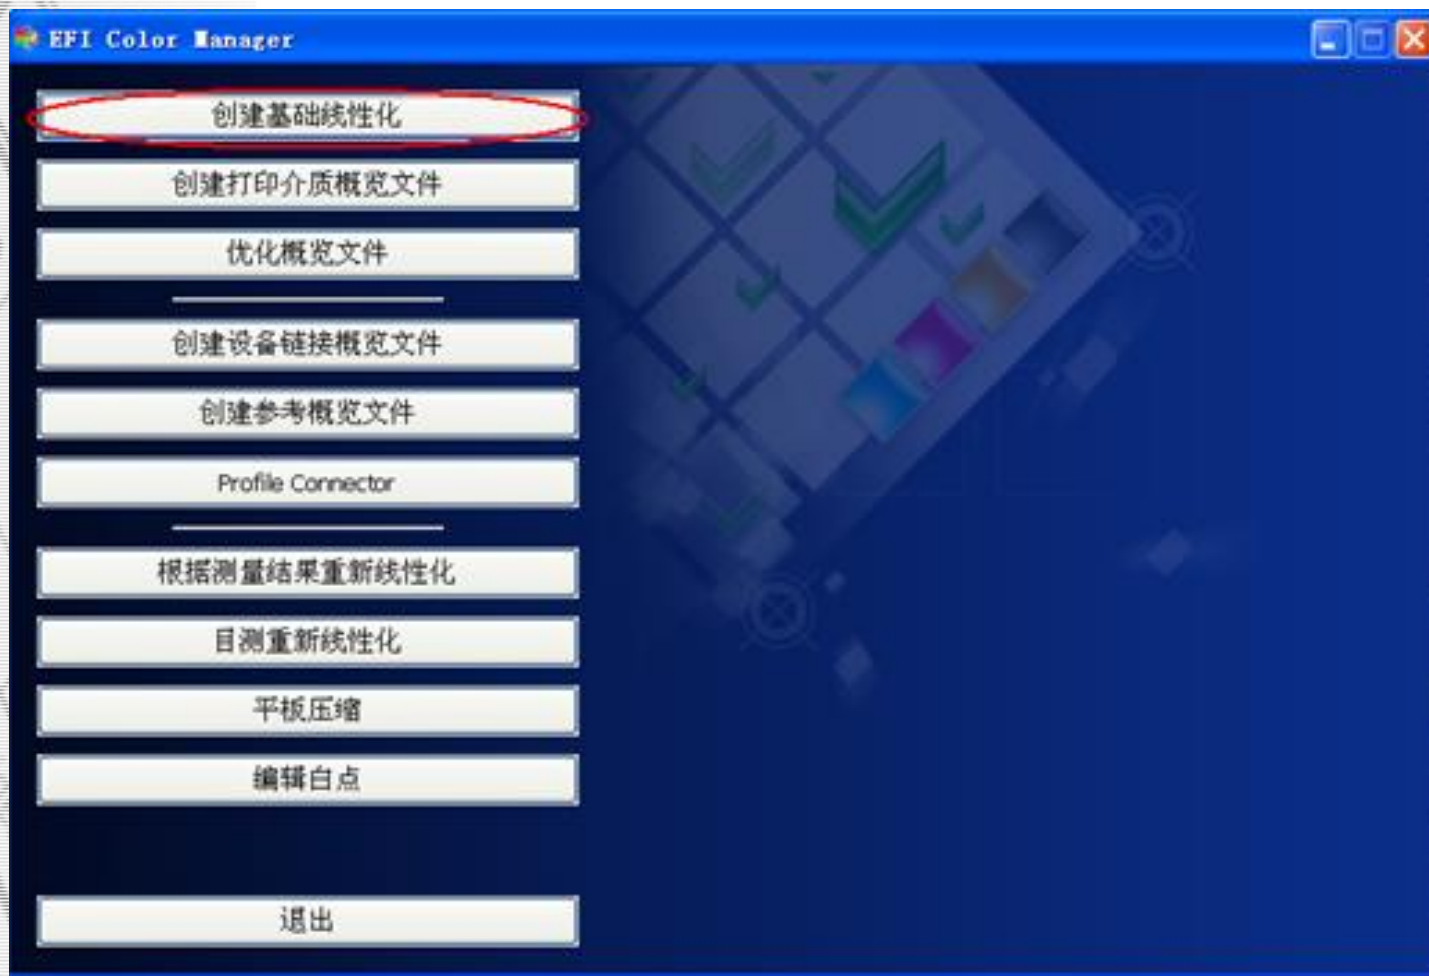 EFI Color Manager
创建基础线性化
创建打印介质概览文件
优化概览文件
创建设备链接概览文件
创建参考概览文件
Profile Connector
根据测量结果重新线性化
目测重新线性化
平板压缩
编辑白点
退出